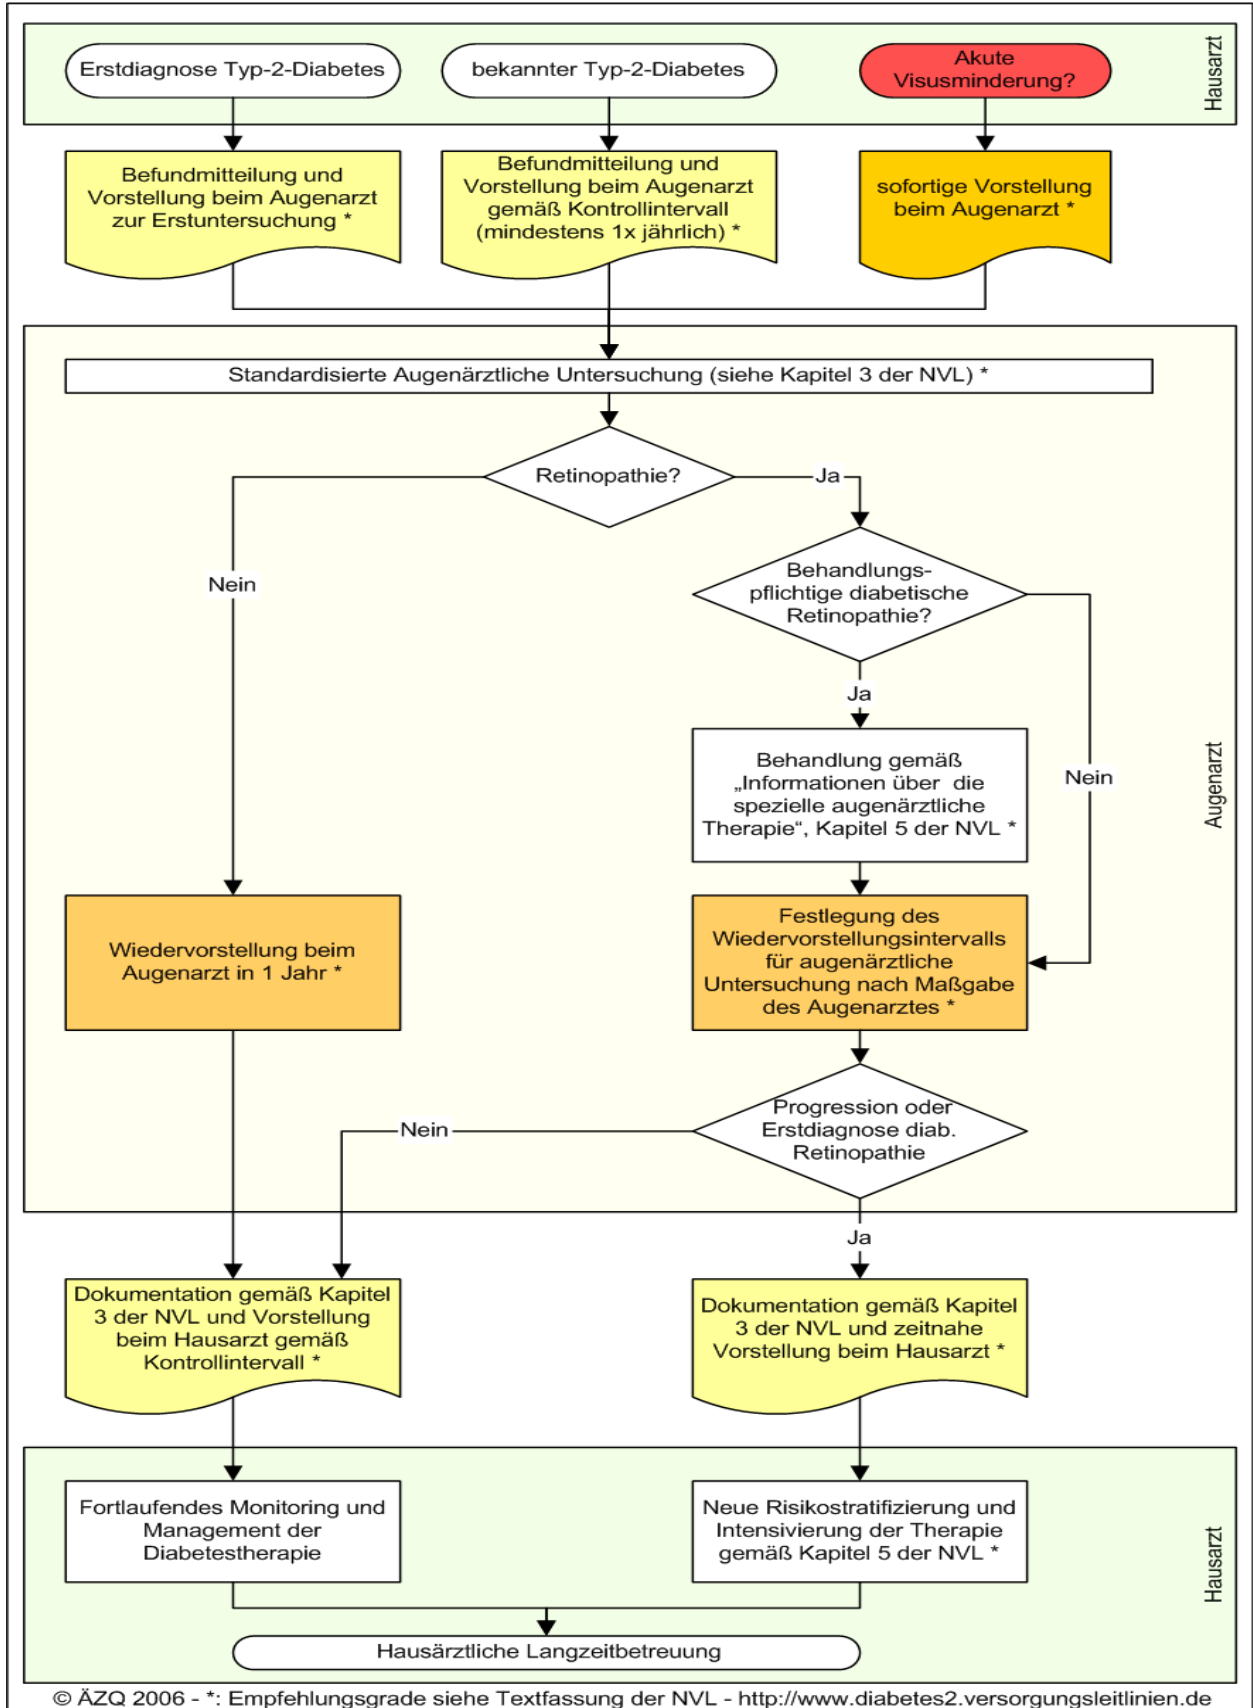 Hausarzt
Erstdiagnose Typ-2-Diabetes
bekannter Typ-2-Diabetes
Akute
Visusminderung?
Befundmitteilung und
Vorstellung beim Augenarzt
zur Erstuntersuchung *
Befundmitteilung und
Vorstellung beim Augenarzt
gemäß Kontrollintervall
(mindestens 1x jährlich) *
sofortige Vorstellung
beim Augenarzt *
Augenarzt
Standardisierte Augenärztliche Untersuchung (siehe Kapitel 3 der NVL) *
Retinopathie?
Ja
Nein
Behandlungs-
pflichtige diabetische
Retinopathie?
Ja
Nein
Behandlung gemäß
„Informationen über die
spezielle augenärztliche
Therapie“, Kapitel 5 der NVL *
Wiedervorstellung beim
Augenarzt in 1 Jahr *
Festlegung des
Wiedervorstellungsintervalls
für augenärztliche
Untersuchung nach Maßgabe
des Augenarztes *
Progression oder
Erstdiagnose diab.
Retinopathie
Nein
Ja
Dokumentation gemäß Kapitel
3 der NVL und Vorstellung
beim Hausarzt gemäß
Kontrollintervall *
Dokumentation gemäß Kapitel
3 der NVL und zeitnahe
Vorstellung beim Hausarzt *
Hausarzt
Fortlaufendes Monitoring und
Management der
Diabetestherapie
Neue Risikostratifizierung und
Intensivierung der Therapie
gemäß Kapitel 5 der NVL *
Hausärztliche Langzeitbetreuung
© ÄZQ 2006 - *: Empfehlungsgrade siehe Textfassung der NVL - http://www.diabetes2.versorgungsleitlinien.de